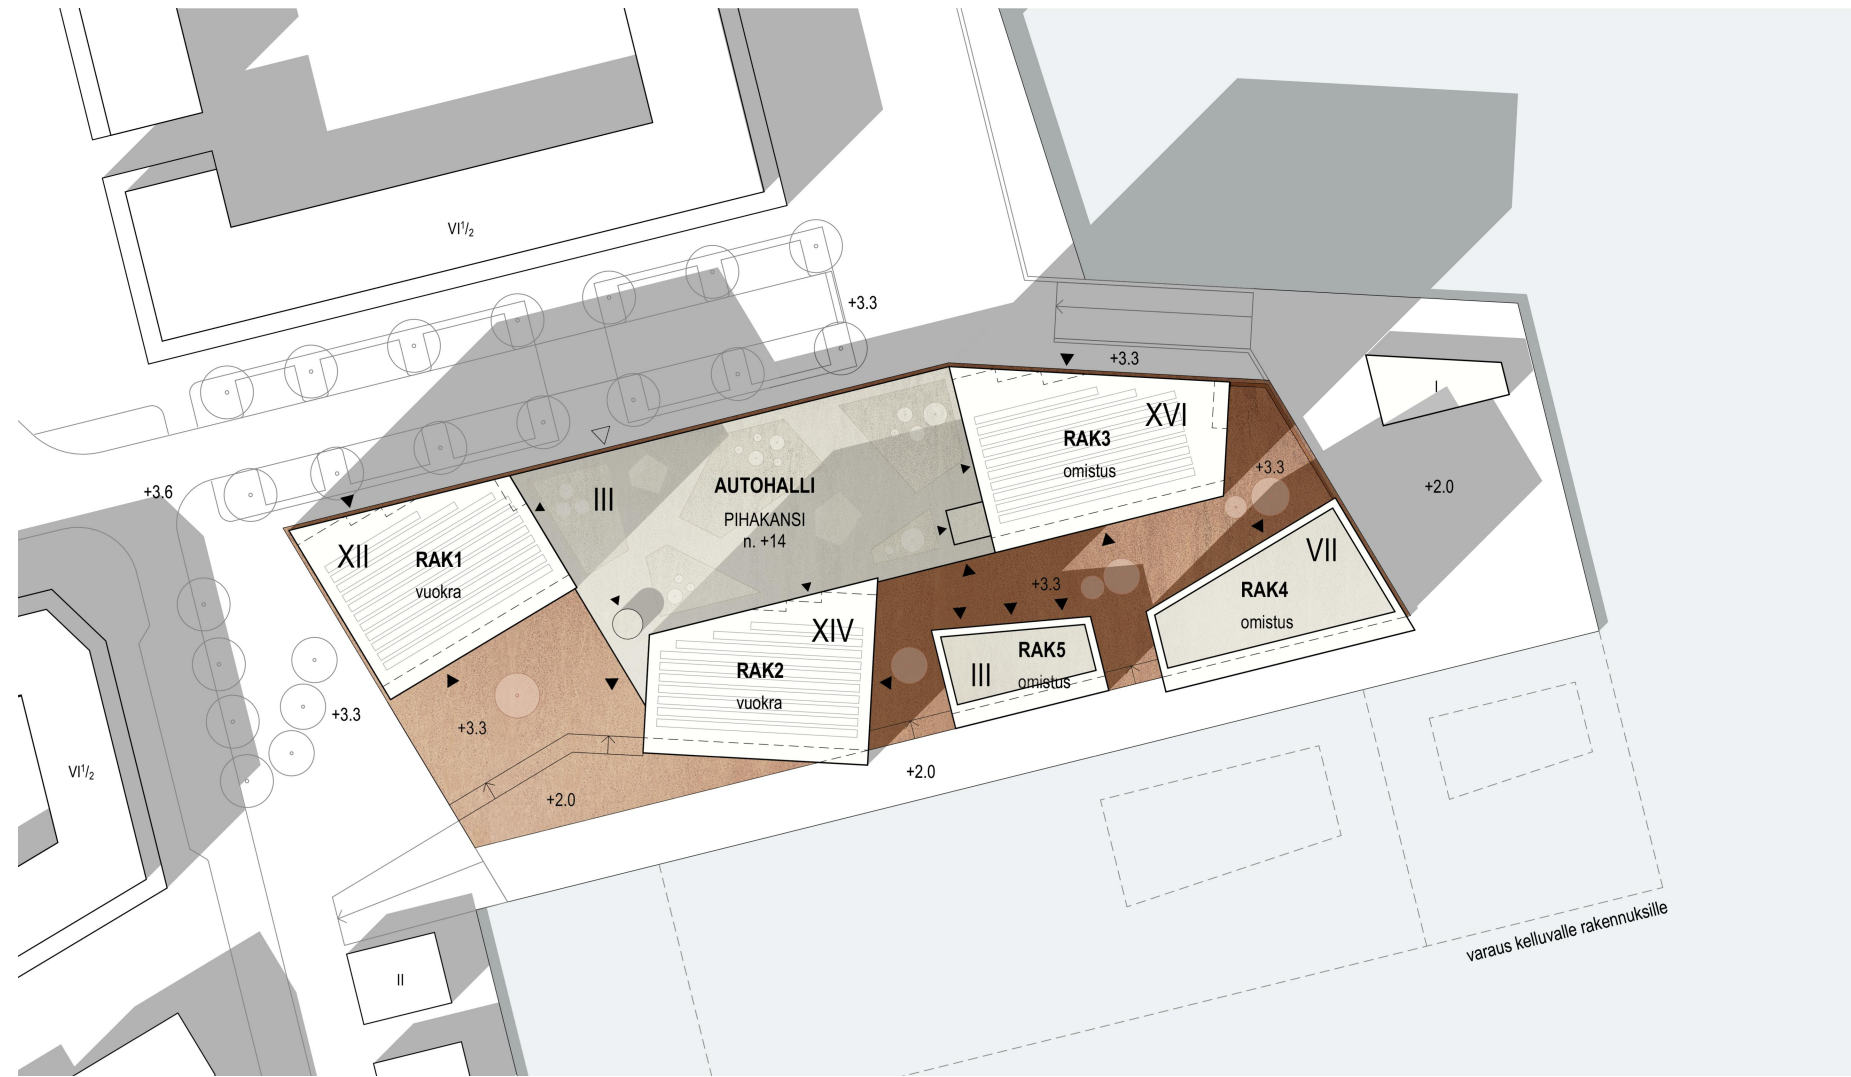 VI¹/₂
+3.3
+3.3
I
XVI
RAK3
omistus
+3.3
+3.6
III
AUTOHALLI
PIHAKANSI
n. +14
+2.0
XII
RAK1
vuokra
VII
RAK4
omistus
+3.3
XIV
RAK2
vuokra
III
RAK5
omistus
+3.3
+3.3
VI¹/₂
+2.0
+2.0
varaus kelluvalle rakennuksille
II